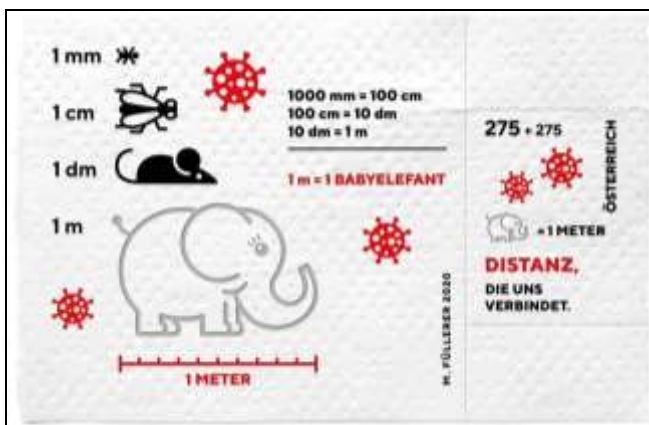 1 mm
1 cm
1 dm
1 m
1000 mm = 100 cm
100 cm = 10 dm
10 dm = 1 m
1 m = 1 BABYELEFANT
1 METER
M. FÜLLERER 2020
275 + 275
ÖSTERREICH
= 1 METER
DISTANZ,
DIE UNS
VERBINDET.